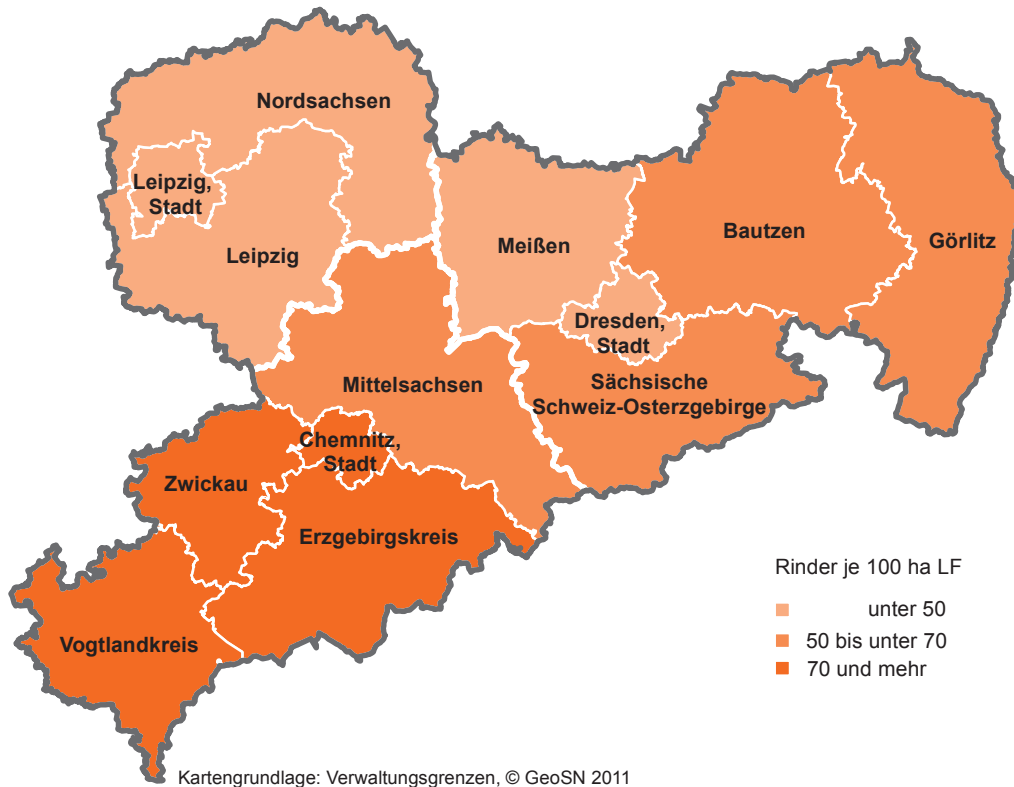 Nordsachsen
Leipzig,
Stadt
Leipzig
Meißen
Bautzen
Görlitz
Dresden,
Stadt
Mittelsachsen
Sächsische
Schweiz-Osterzgebirge
Chemnitz,
Stadt
Zwickau
Erzgebirgskreis
Vogtlandkreis
Rinder je 100 ha LF
unter 50
50 bis unter 70
70 und mehr
Kartengrundlage: Verwaltungsgrenzen, © GeoSN 2011